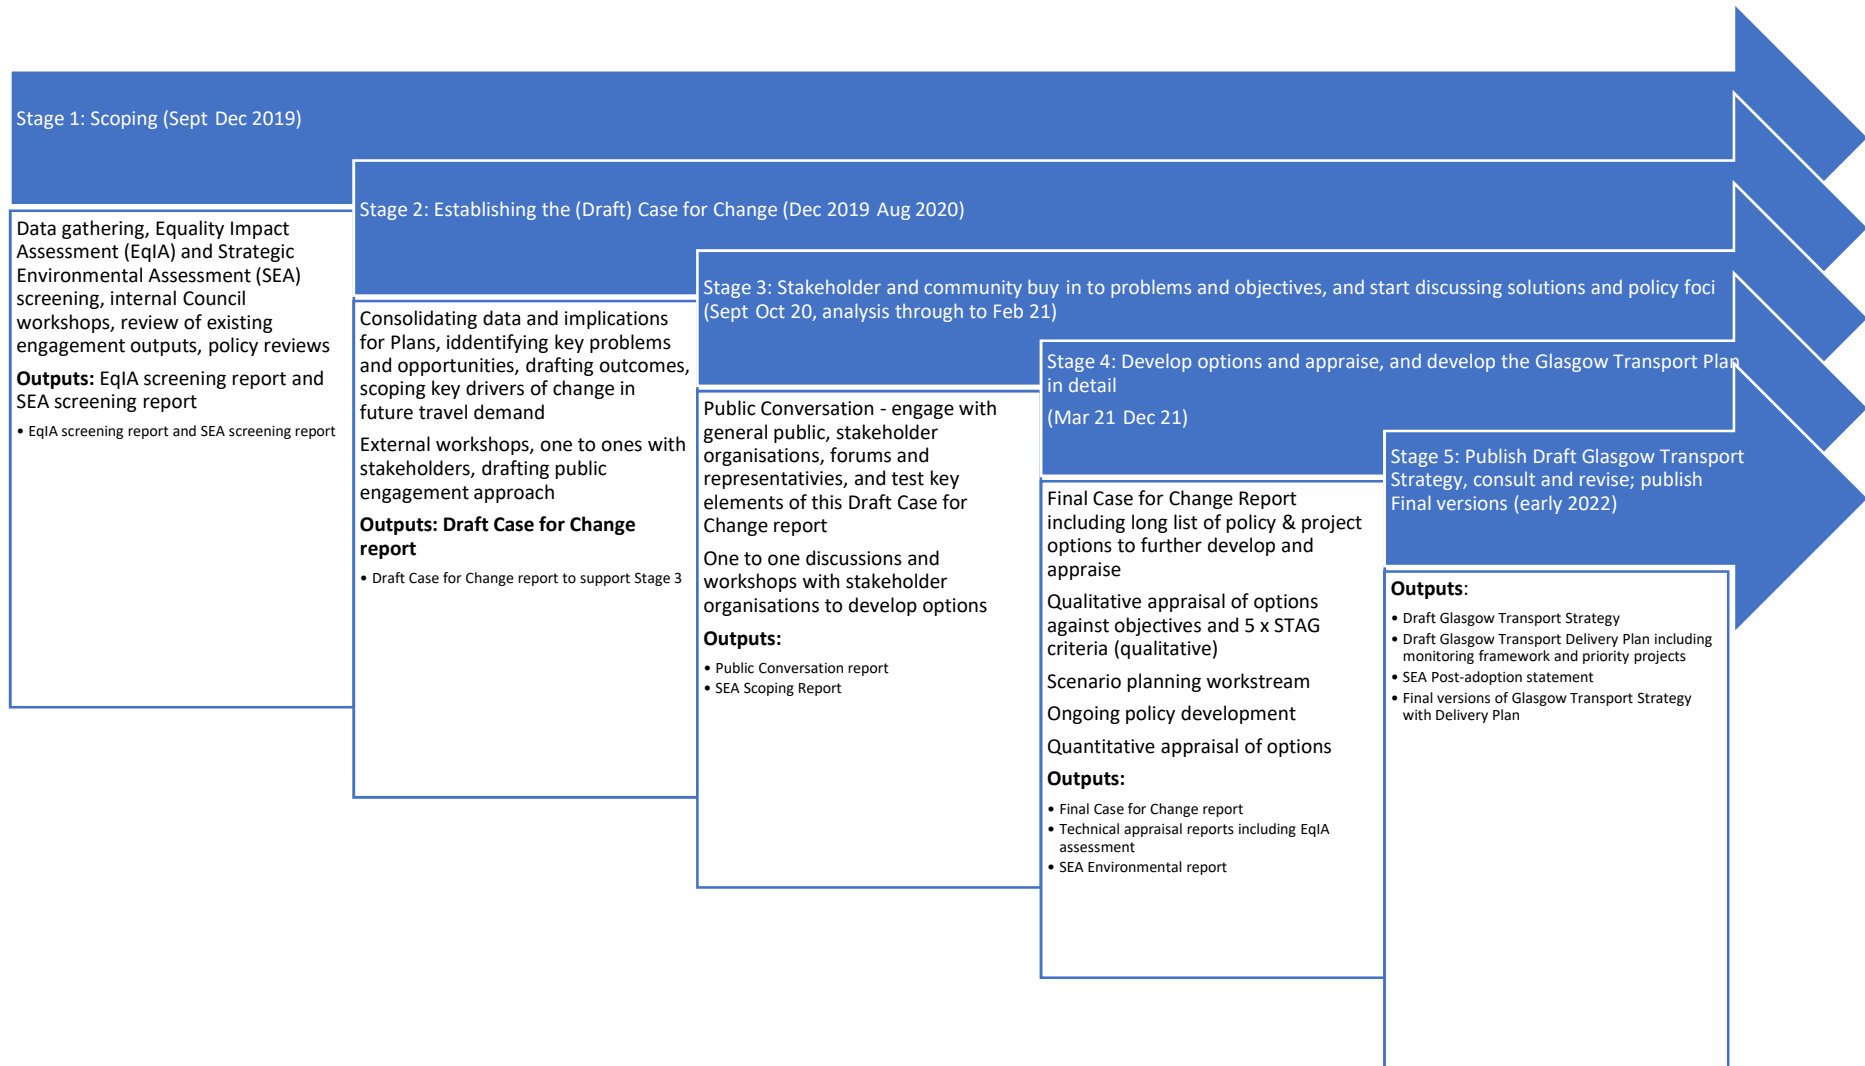 Stage 1: Scoping (Sept Dec 2019)
Data gathering, Equality Impact
Assessment (EqIA) and Strategic
Environmental Assessment (SEA)
screening, internal Council
workshops, review of existing
engagement outputs, policy reviews
Outputs: EqIA screening report and
SEA screening report
• EqIA screening report and SEA screening report
Stage 2: Establishing the (Draft) Case for Change (Dec 2019 Aug 2020)
Consolidating data and implications
for Plans, iddentifying key problems
and opportunities, drafting outcomes,
scoping key drivers of change in
future travel demand
External workshops, one to ones with
stakeholders, drafting public
engagement approach
Outputs: Draft Case for Change
report
• Draft Case for Change report to support Stage 3
Stage 3: Stakeholder and community buy in to problems and objectives, and start discussing solutions and policy foci
(Sept Oct 20, analysis through to Feb 21)
Public Conversation - engage with
general public, stakeholder
organisations, forums and
representativies, and test key
elements of this Draft Case for
Change report
One to one discussions and
workshops with stakeholder
organisations to develop options
Outputs:
• Public Conversation report
• SEA Scoping Report
Stage 4: Develop options and appraise, and develop the Glasgow Transport Plan
in detail
(Mar 21 Dec 21)
Final Case for Change Report
including long list of policy & project
options to further develop and
appraise
Qualitative appraisal of options
against objectives and 5 x STAG
criteria (qualitative)
Scenario planning workstream
Ongoing policy development
Quantitative appraisal of options
Outputs:
• Final Case for Change report
• Technical appraisal reports including EqIA
assessment
• SEA Environmental report
Stage 5: Publish Draft Glasgow Transport
Strategy, consult and revise; publish
Final versions (early 2022)
Outputs:
• Draft Glasgow Transport Strategy
• Draft Glasgow Transport Delivery Plan including
monitoring framework and priority projects
• SEA Post-adoption statement
• Final versions of Glasgow Transport Strategy
with Delivery Plan